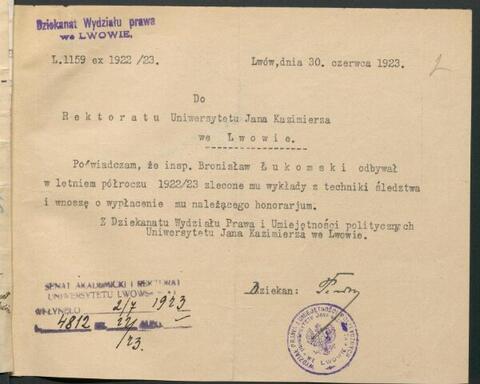 Dziekanat Wydziału prawa
we LWOWIE.
L.1159 ex 1922/23.
Lwów,dnia 30. czerwca 1923.
2
Do
Rektoratu Uniwersytetu Jana Kazimierza
we Lwowie.
Poświadczam, że insp. Bronisław Łukomski odbywał
w letniem półroczu 1922/23 zlecone mu wykłady z techniki śledztwa
i wnoszę o wypłacenie mu należącego honorarjum.
Z Dziekanatu Wydziału Prawa i Umiejętności politycznych
Uniwersytetu Jana Kazimierza we Lwowie.
Dziekan:
SENAT AKADEMICKI I REKTORAT
UNIWERSYTETU
WPŁYNĘŁO 2/7 1923
4812
/23.